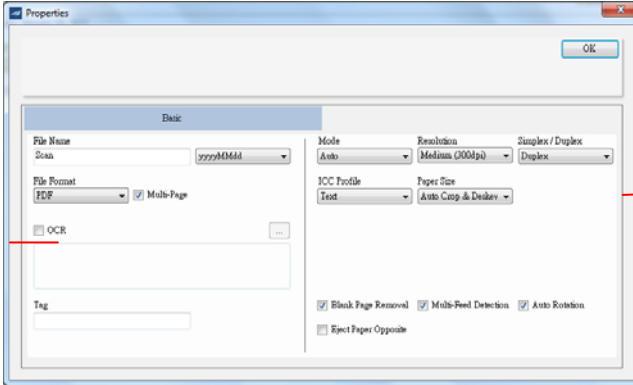 Properties
OK
Basic
File Name
Scan
yyyyMMdd
File Format
PDF
Multi-Page
OCR
...
Tag
Mode
Resolution
Simplex / Duplex
Auto
Medium (300dpi)
Duplex
ICC Profile
Paper Size
Text
Auto Crop & Deskev
Blank Page Removal
Multi-Feed Detection
Auto Rotation
Eject Paper Opposite